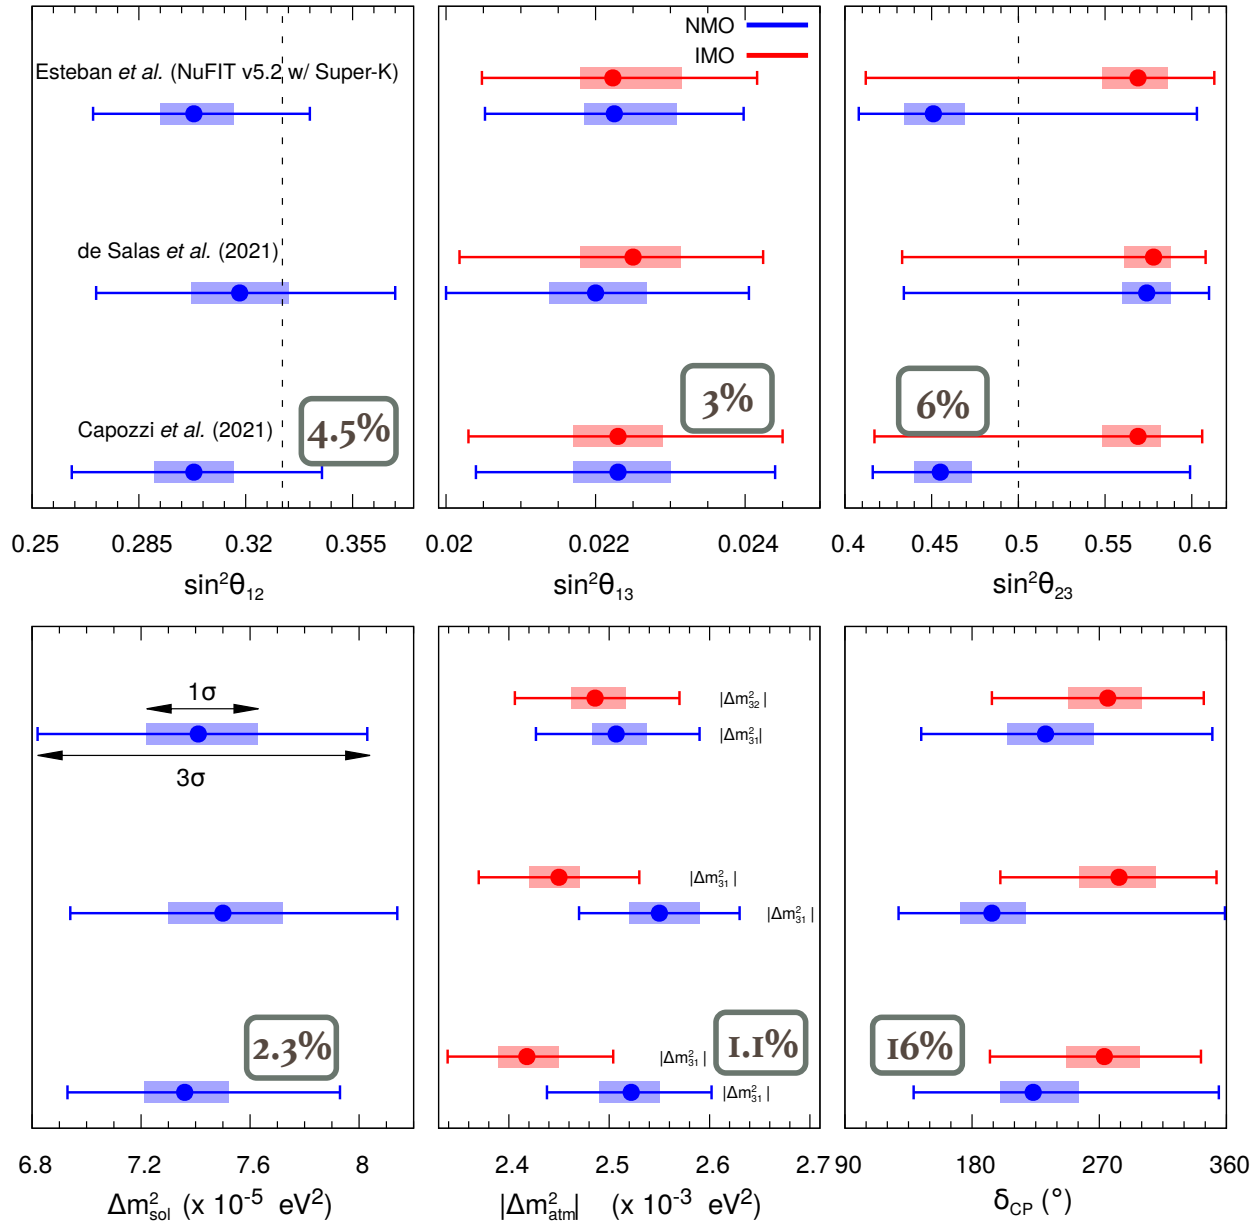 NMO
IMO
Esteban et al. (NuFIT v5.2 w/ Super-K)
de Salas et al. (2021)
Capozzi et al. (2021)
4.5%
3%
6%
0.25 0.285 0.32 0.355
0.02 0.022 0.024
0.4 0.45 0.5 0.55 0.6
sin²θ₁₂
sin²θ₁₃
sin²θ₂₃
1σ
3σ
|Δm²₃₂|
|Δm²₃₁|
|Δm²₃₁|
|Δm²₃₁|
|Δm²₃₁|
|Δm²₃₁|
2.3%
1.1%
16%
6.8 7.2 7.6 8
2.4 2.5 2.6 2.7
90 180 270 360
Δm²sol (x 10⁻⁵ eV²)
|Δm²atm| (x 10⁻³ eV²)
δCP (°)